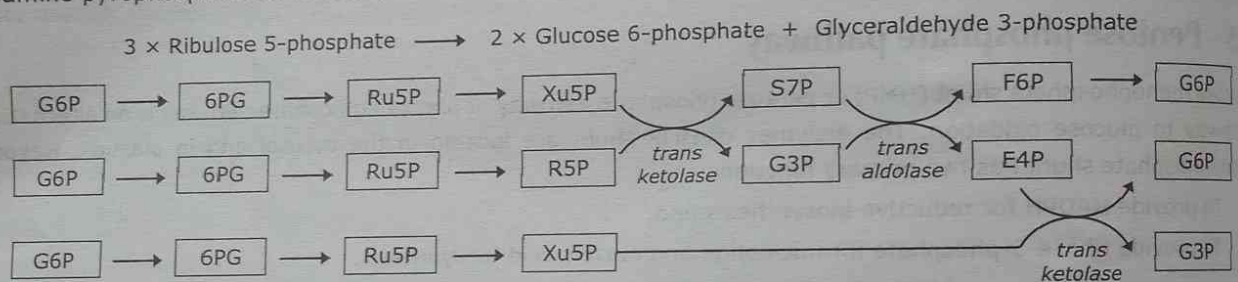 3 × Ribulose 5-phosphate → 2 × Glucose 6-phosphate + Glyceraldehyde 3-phosphate
G6P → 6PG → Ru5P → Xu5P S7P F6P → G6P
trans ketolase trans aldolase
G6P → 6PG → Ru5P → R5P G3P E4P G6P
G6P → 6PG → Ru5P → Xu5P trans ketolase G3P